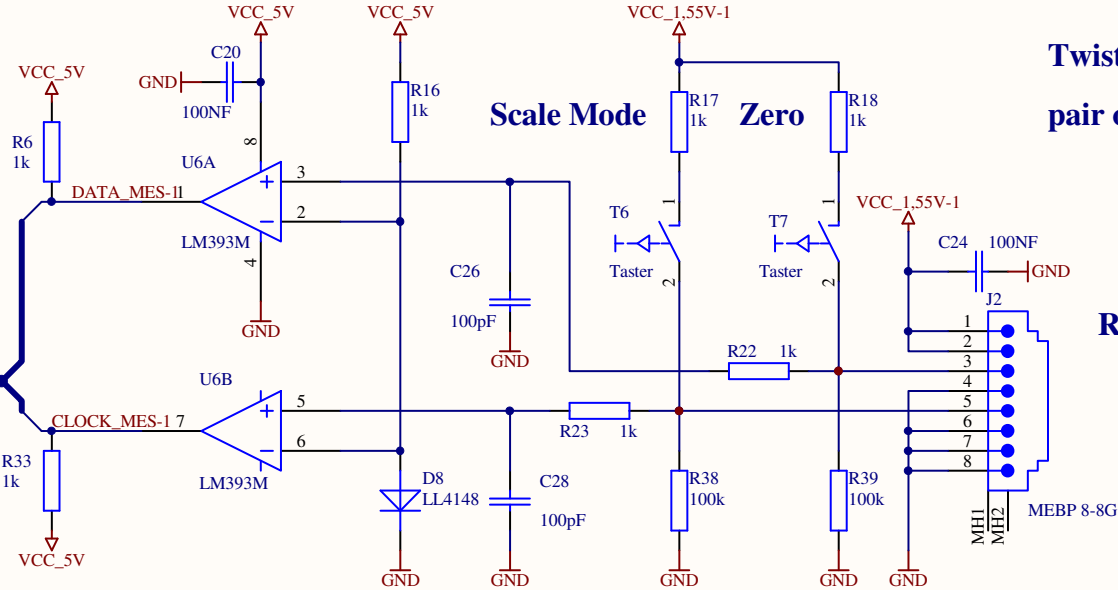 VCC_5V
VCC_5V
VCC_1,55V-1
C20
GND
100NF
VCC_5V
R16
1k
Scale Mode
R17
1k
Zero
R18
1k
Twist
pair c
R6
1k
8
U6A
3
DATA_MES-1
1
2
LM393M
4
GND
T6
1
Taster
2
T7
1
Taster
2
VCC_1,55V-1
C24
100NF
GND
J2
C26
100pF
GND
R
1
2
3
4
5
6
7
8
R22
1k
U6B
5
CLOCK_MES-1
7
6
LM393M
R23
1k
R33
1k
VCC_5V
D8
LL4148
GND
C28
100pF
GND
R38
100k
GND
R39
100k
GND
GND
MH1
MH2
MEBP 8-8G